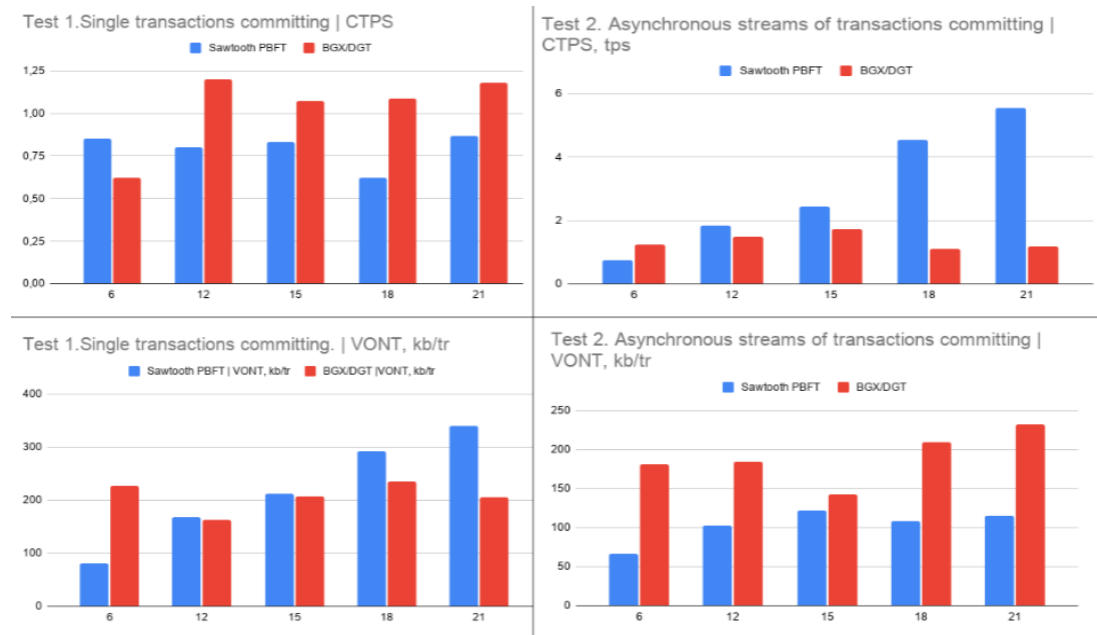 Test 1.Single transactions committing | CTPS
Sawtooth PBFT BGX/DGT
1,25
1,00
0,75
0,50
0,25
0,00
6 12 15 18 21
Test 2. Asynchronous streams of transactions committing |
CTPS, tps
Sawtooth PBFT BGX/DGT
6
4
2
0
6 12 15 18 21
Test 1.Single transactions committing. | VONT, kb/tr
Sawtooth PBFT | VONT, kb/tr BGX/DGT |VONT, kb/tr
400
300
200
100
0
6 12 15 18 21
Test 2. Asynchronous streams of transactions committing |
VONT, kb/tr
Sawtooth PBFT BGX/DGT
250
200
150
100
50
0
6 12 15 18 21